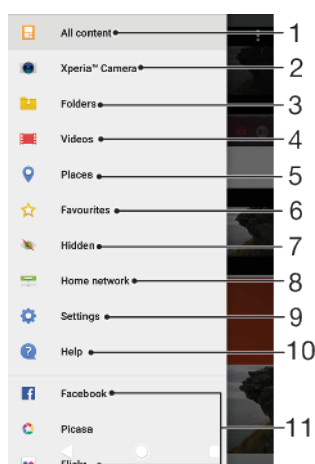 All content 1
Xperia™ Camera 2
Folders 3
Videos 4
Places 5
Favourites 6
Hidden 7
Home network 8
Settings 9
Help 10
Facebook
Picasa 11
Flickr